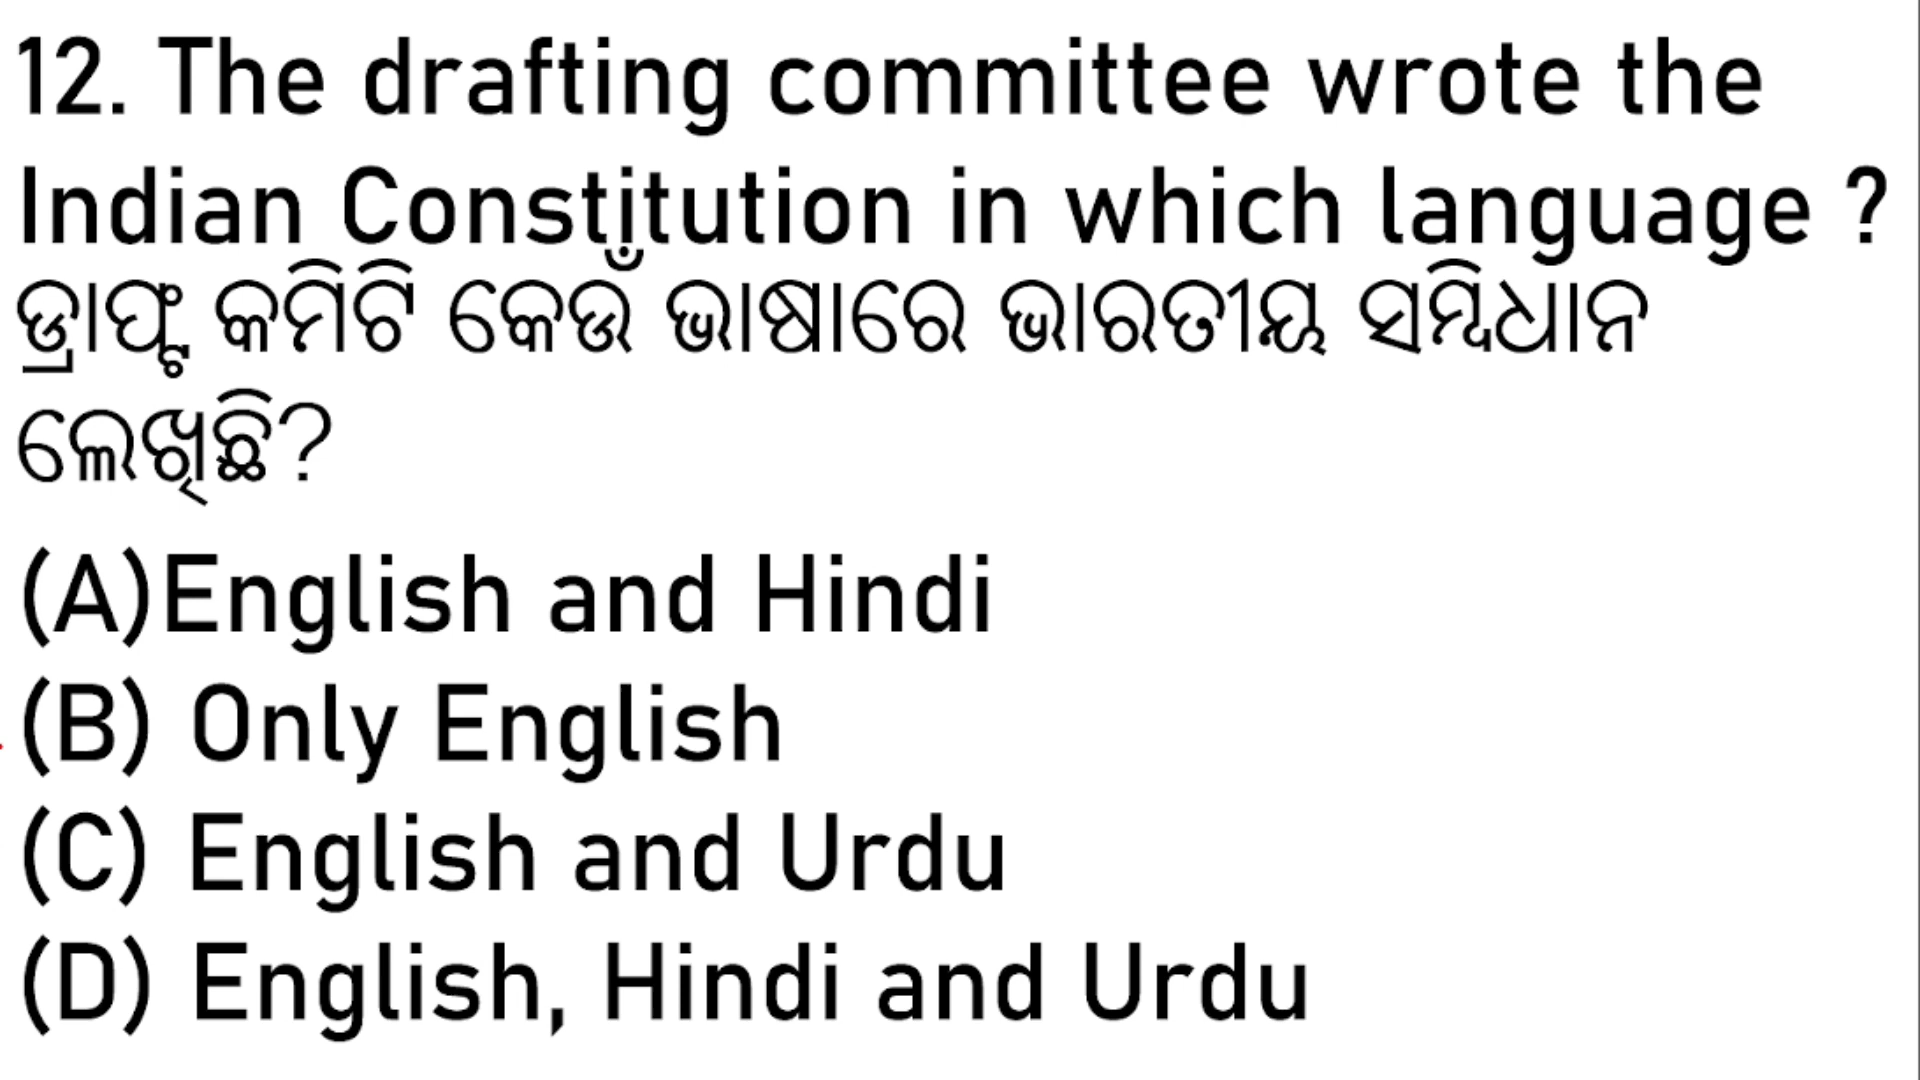 12. The drafting committee wrote the
Indian Constitution in which language ?
ଡ୍ରାଫ୍ଟ କମିଟି କେଉଁ ଭାଷାରେ ଭାରତୀୟ ସମ୍ବିଧାନ
ଲେଖିଛି?
(A)English and Hindi
(B) Only English
(C) English and Urdu
(D) English, Hindi and Urdu